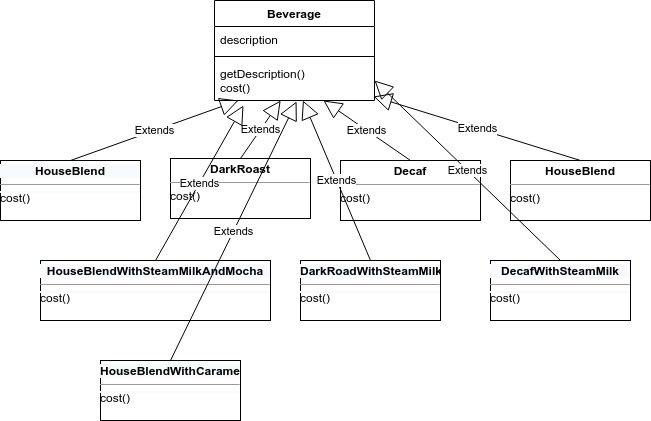 Beverage
description
getDescription()
cost()
Extends
Extends
Extends
Extends
HouseBlend
cost()
DarkRoast
cost()
Decaf
cost()
HouseBlend
cost()
Extends
Extends
Extends
Extends
HouseBlendWithSteamMilkAndMocha
cost()
DarkRoadWithSteamMilk
cost()
DecafWithSteamMilk
cost()
HouseBlendWithCarame
cost()